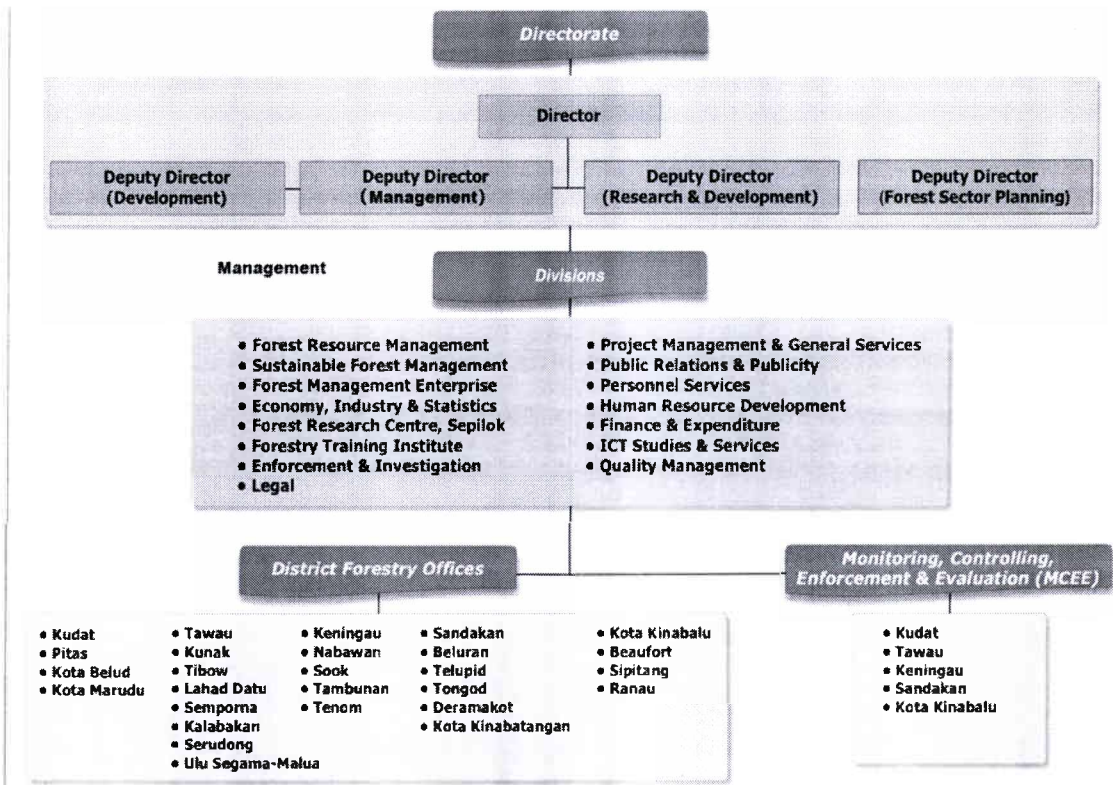 Directorate
Director
Deputy Director
(Development)
Deputy Director
(Management)
Deputy Director
(Research & Development)
Deputy Director
(Forest Sector Planning)
Management
Divisions
• Forest Resource Management
• Sustainable Forest Management
• Forest Management Enterprise
• Economy, Industry & Statistics
• Forest Research Centre, Sepilok
• Forestry Training Institute
• Enforcement & Investigation
• Legal
• Project Management & General Services
• Public Relations & Publicity
• Personnel Services
• Human Resource Development
• Finance & Expenditure
• ICT Studies & Services
• Quality Management
District Forestry Offices
• Kudat
• Pitas
• Kota Belud
• Kota Marudu
• Tawau
• Kunak
• Tibow
• Lahad Datu
• Semporna
• Kalabakan
• Serudong
• Ulu Segama-Malua
• Keningau
• Nabawan
• Sook
• Tambunan
• Tenom
• Sandakan
• Beluran
• Telupid
• Tongod
• Deramakot
• Kota Kinabatangan
• Kota Kinabalu
• Beaufort
• Sipitang
• Ranau
Monitoring, Controlling,
Enforcement & Evaluation (MCEE)
• Kudat
• Tawau
• Keningau
• Sandakan
• Kota Kinabalu